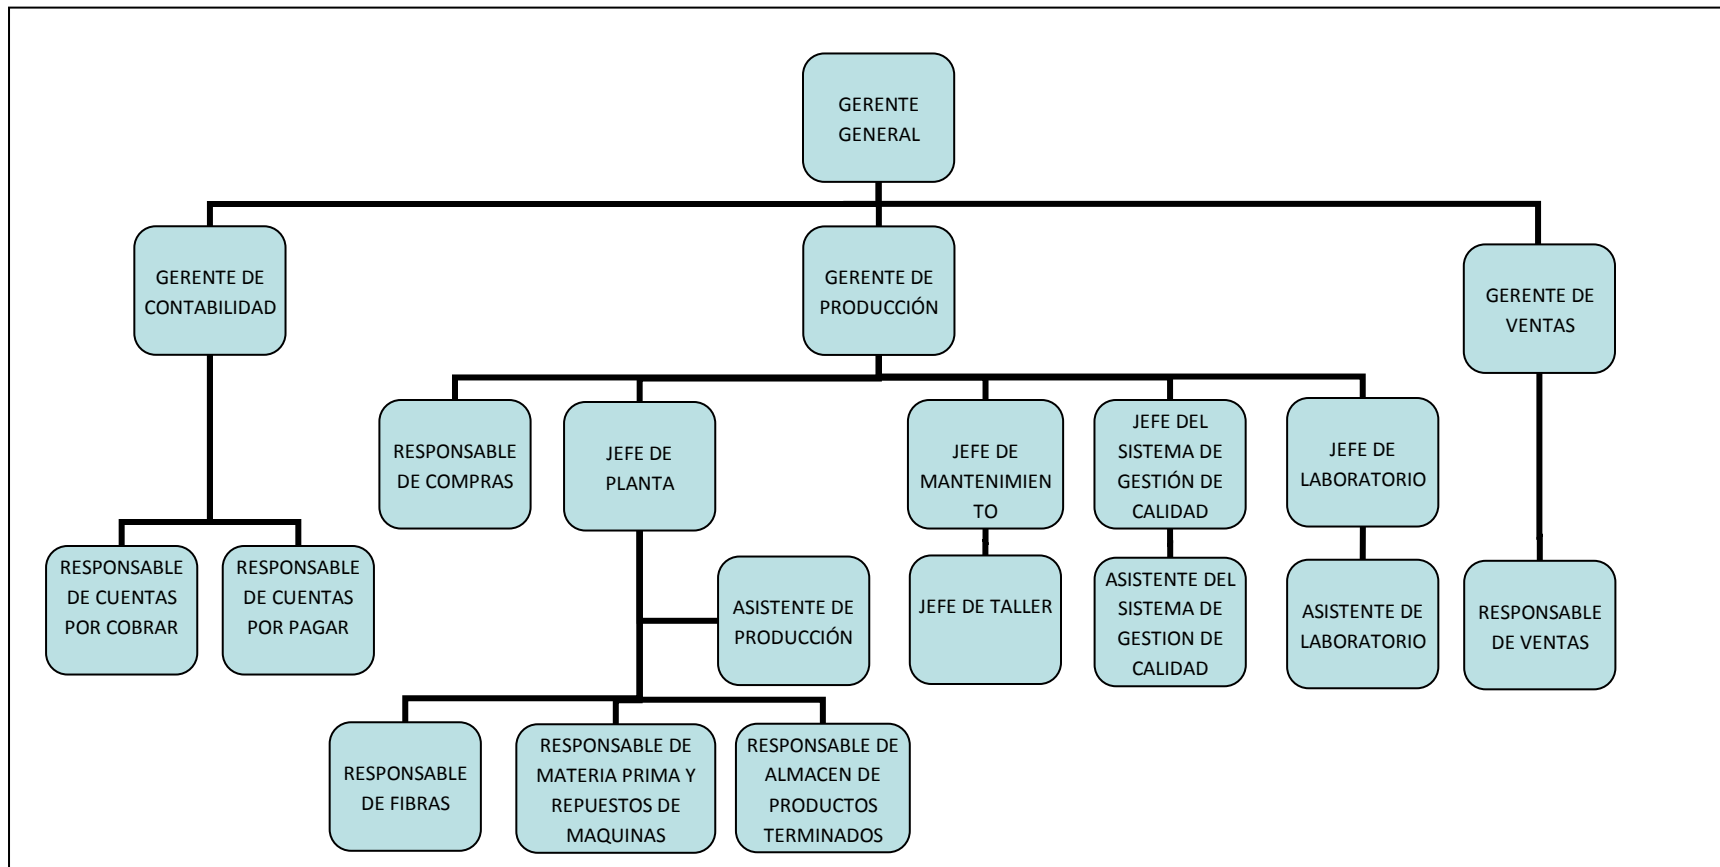 GERENTE
GENERAL
GERENTE DE
CONTABILIDAD
GERENTE DE
PRODUCCIÓN
GERENTE DE
VENTAS
RESPONSABLE
DE COMPRAS
JEFE DE
PLANTA
JEFE DE
MANTENIMIEN
TO
JEFE DEL
SISTEMA DE
GESTIÓN DE
CALIDAD
JEFE DE
LABORATORIO
RESPONSABLE
DE CUENTAS
POR COBRAR
RESPONSABLE
DE CUENTAS
POR PAGAR
ASISTENTE DE
PRODUCCIÓN
JEFE DE TALLER
ASISTENTE DEL
SISTEMA DE
GESTION DE
CALIDAD
ASISTENTE DE
LABORATORIO
RESPONSABLE
DE VENTAS
RESPONSABLE
DE FIBRAS
RESPONSABLE DE
MATERIA PRIMA Y
REPUESTOS DE
MAQUINAS
RESPONSABLE DE
ALMACEN DE
PRODUCTOS
TERMINADOS